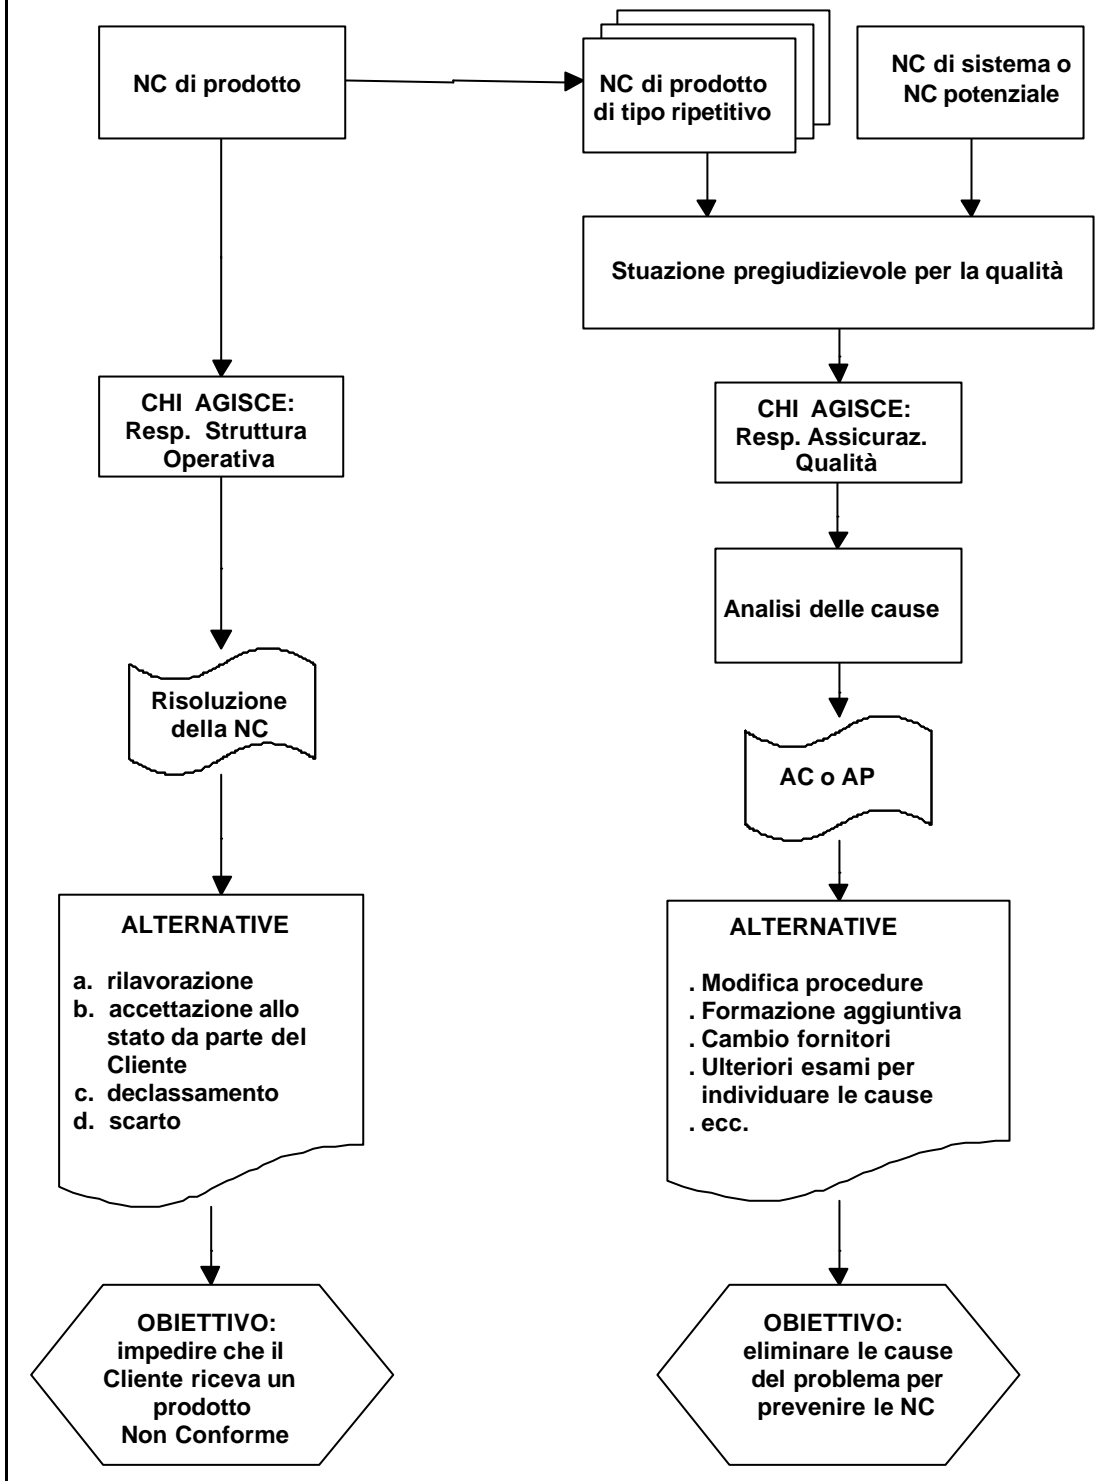 NC di prodotto
NC di prodotto
di tipo ripetitivo
NC di sistema o
NC potenziale
Stuazione pregiudizievole per la qualità
CHI AGISCE:
Resp. Struttura
Operativa
CHI AGISCE:
Resp. Assicuraz.
Qualità
Analisi delle cause
Risoluzione
della NC
AC o AP
ALTERNATIVE
a. rilavorazione
b. accettazione allo
stato da parte del
Cliente
c. declassamento
d. scarto
ALTERNATIVE
. Modifica procedure
. Formazione aggiuntiva
. Cambio fornitori
. Ulteriori esami per
individuare le cause
. ecc.
OBIETTIVO:
impedire che il
Cliente riceva un
prodotto
Non Conforme
OBIETTIVO:
eliminare le cause
del problema per
prevenire le NC